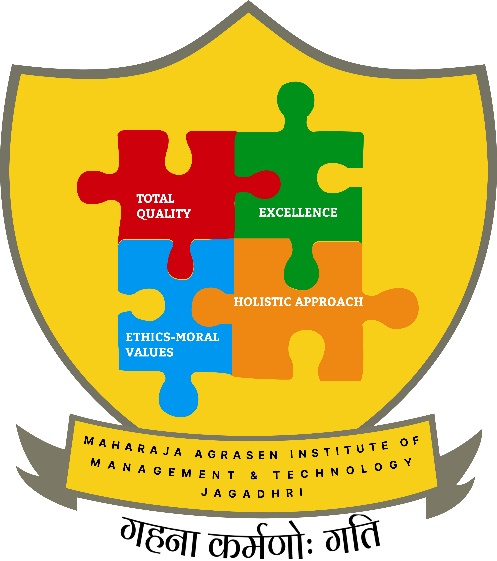 TOTAL
QUALITY
EXCELLENCE
ETHICS-MORAL
VALUES
HOLISTIC APPROACH
MAHARAJA AGRASEN INSTITUTE OF
MANAGEMENT & TECHNOLOGY
JAGADHRI
गहना कर्मणोः गति